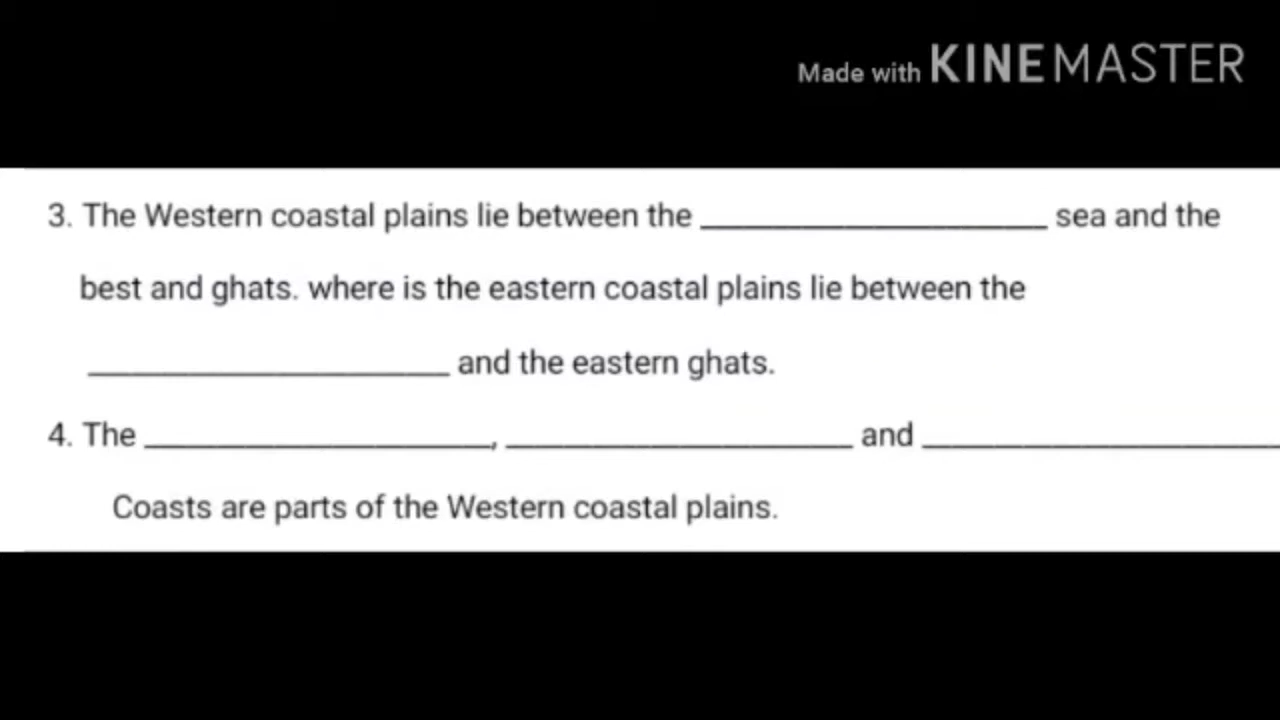 Made with KINEMASTER
3. The Western coastal plains lie between the ____________________ sea and the
best and ghats. where is the eastern coastal plains lie between the
____________________ and the eastern ghats.
4. The ____________________, ____________________ and ____________________
Coasts are parts of the Western coastal plains.